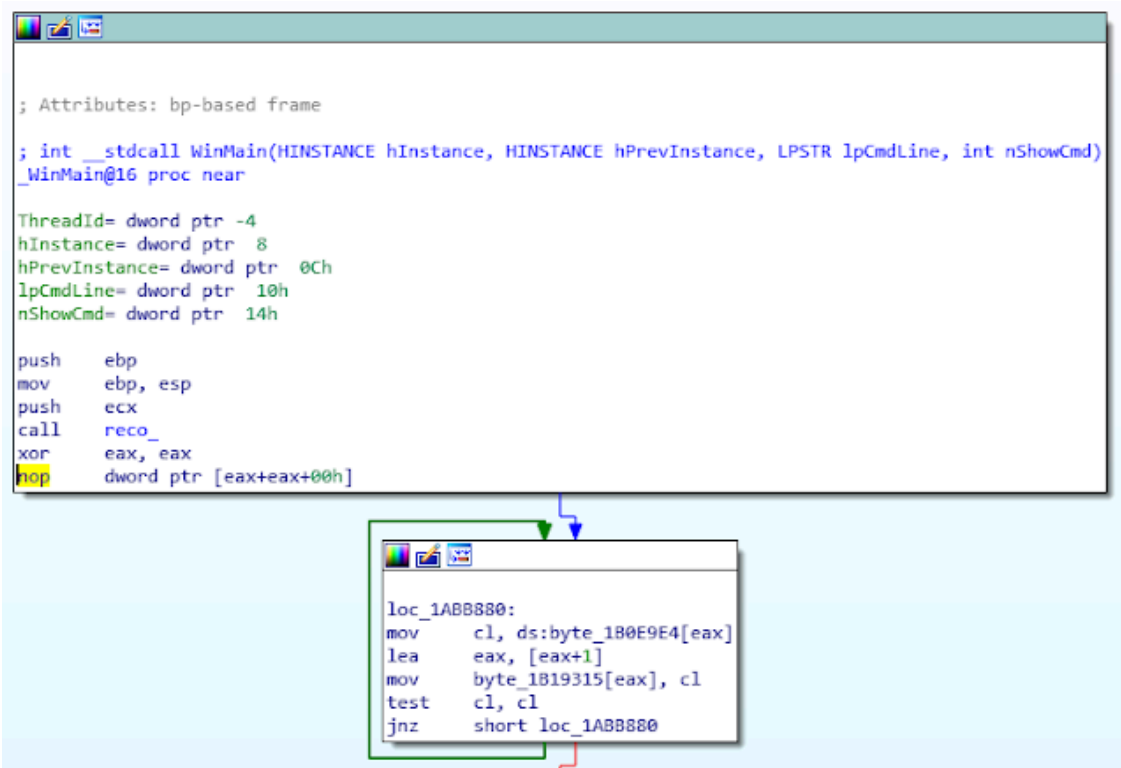 ; Attributes: bp-based frame
; int __stdcall WinMain(HINSTANCE hInstance, HINSTANCE hPrevInstance, LPSTR lpCmdLine, int nShowCmd)
_WinMain@16 proc near
ThreadId= dword ptr -4
hInstance= dword ptr  8
hPrevInstance= dword ptr  0Ch
lpCmdLine= dword ptr  10h
nShowCmd= dword ptr  14h
push    ebp
mov     ebp, esp
push    ecx
call    reco_
xor     eax, eax
nop     dword ptr [eax+eax+00h]
loc_1ABB880:
mov     cl, ds:byte_1B0E9E4[eax]
lea     eax, [eax+1]
mov     byte_1B19315[eax], cl
test    cl, cl
jnz     short loc_1ABB880